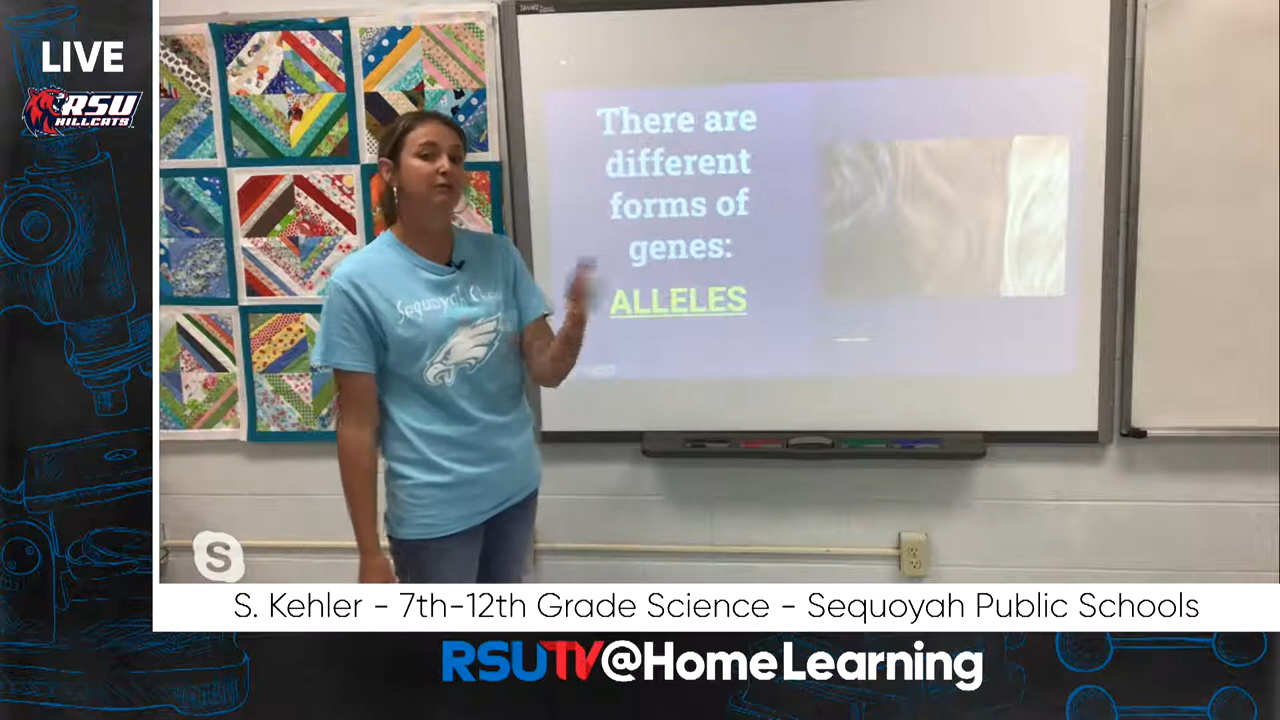 LIVE
RSU
HILLCATS
SMART
There are
different
forms of
genes:
ALLELES
Sequoyah
S
S. Kehler - 7th-12th Grade Science - Sequoyah Public Schools
RSUTV@HomeLearning